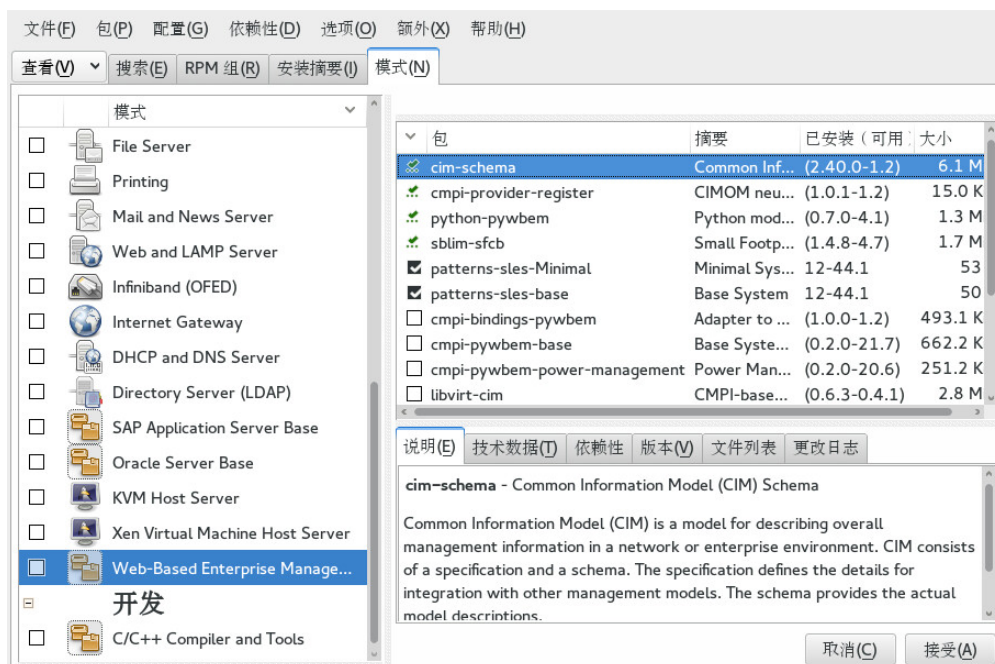 文件(F) 包(P) 配置(G) 依赖性(D) 选项(O) 额外(X) 帮助(H)
查看(V) 搜索(E) RPM 组(R) 安装摘要(I) 模式(N)
模式
File Server
Printing
Mail and News Server
Web and LAMP Server
Infiniband (OFED)
Internet Gateway
DHCP and DNS Server
Directory Server (LDAP)
SAP Application Server Base
Oracle Server Base
KVM Host Server
Xen Virtual Machine Host Server
Web-Based Enterprise Manage...
开发
C/C++ Compiler and Tools
包 摘要 已安装（可用 大小
cim-schema Common Inf... (2.40.0-1.2) 6.1 M
cmpi-provider-register CIMOM neu... (1.0.1-1.2) 15.0 K
python-pywbem Python mod... (0.7.0-4.1) 1.3 M
sblim-sfcb Small Footp... (1.4.8-4.7) 1.7 M
patterns-sles-Minimal Minimal Sys... 12-44.1 53
patterns-sles-base Base System 12-44.1 50
cmpi-bindings-pywbem Adapter to ... (1.0.0-1.2) 493.1 K
cmpi-pywbem-base Base Syste... (0.2.0-21.7) 662.2 K
cmpi-pywbem-power-management Power Man... (0.2.0-20.6) 251.2 K
libvirt-cim CMPI-base... (0.6.3-0.4.1) 2.8 M
说明(E) 技术数据(T) 依赖性 版本(V) 文件列表 更改日志
cim-schema - Common Information Model (CIM) Schema
Common Information Model (CIM) is a model for describing overall
management information in a network or enterprise environment. CIM consists
of a specification and a schema. The specification defines the details for
integration with other management models. The schema provides the actual
model descriptions.
取消(C) 接受(A)